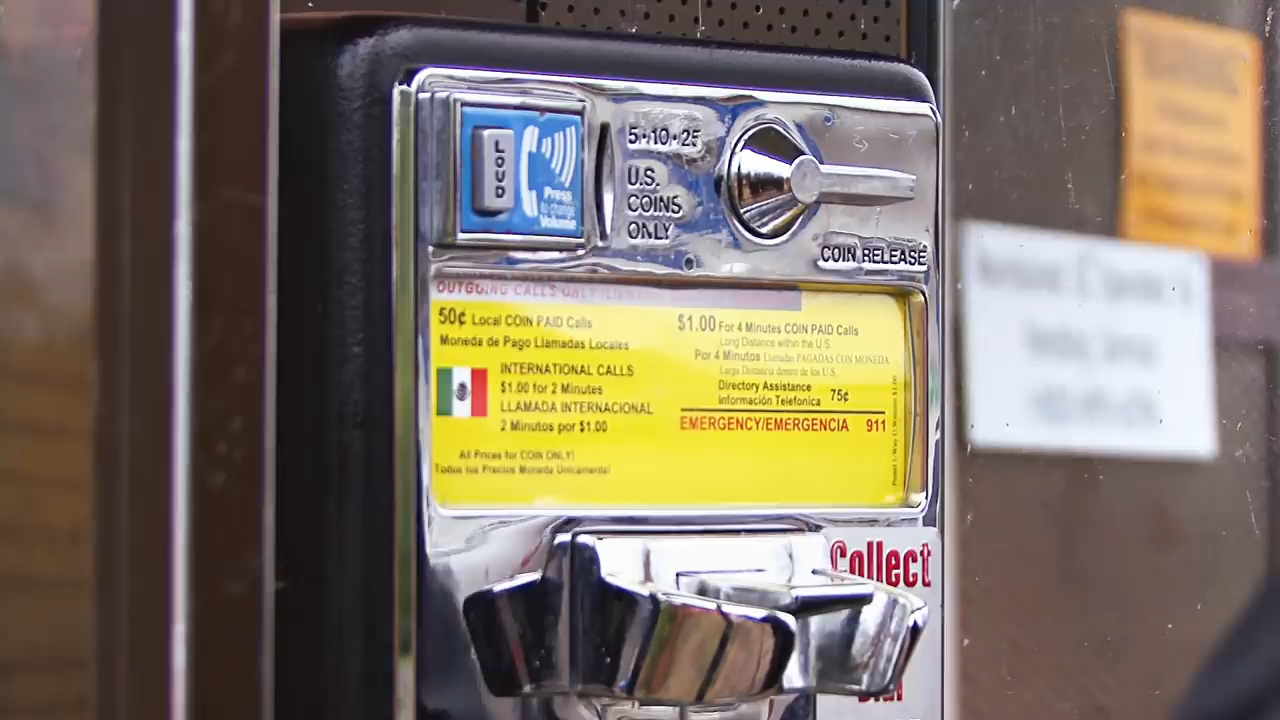 LOUD
Press
to change
Volume
5·10·25
U.S.
COINS
ONLY
COIN RELEASE
OUTGOING CALLS ONLY
50¢ Local COIN PAID Calls
Moneda de Pago Llamadas Locales
INTERNATIONAL CALLS
$1.00 for 2 Minutes
LLAMADA INTERNACIONAL
2 Minutos por $1.00
All Prices for COIN ONLY!
Todos los Precios Moneda Unicamente!
$1.00 For 4 Minutes COIN PAID Calls
Long Distance within the U.S.
Por 4 Minutos Llamadas PAGADAS CON MONEDA
Larga Distancia dentro de los U.S.
Directory Assistance
Información Telefonica 75¢
EMERGENCY/EMERGENCIA 911
Collect